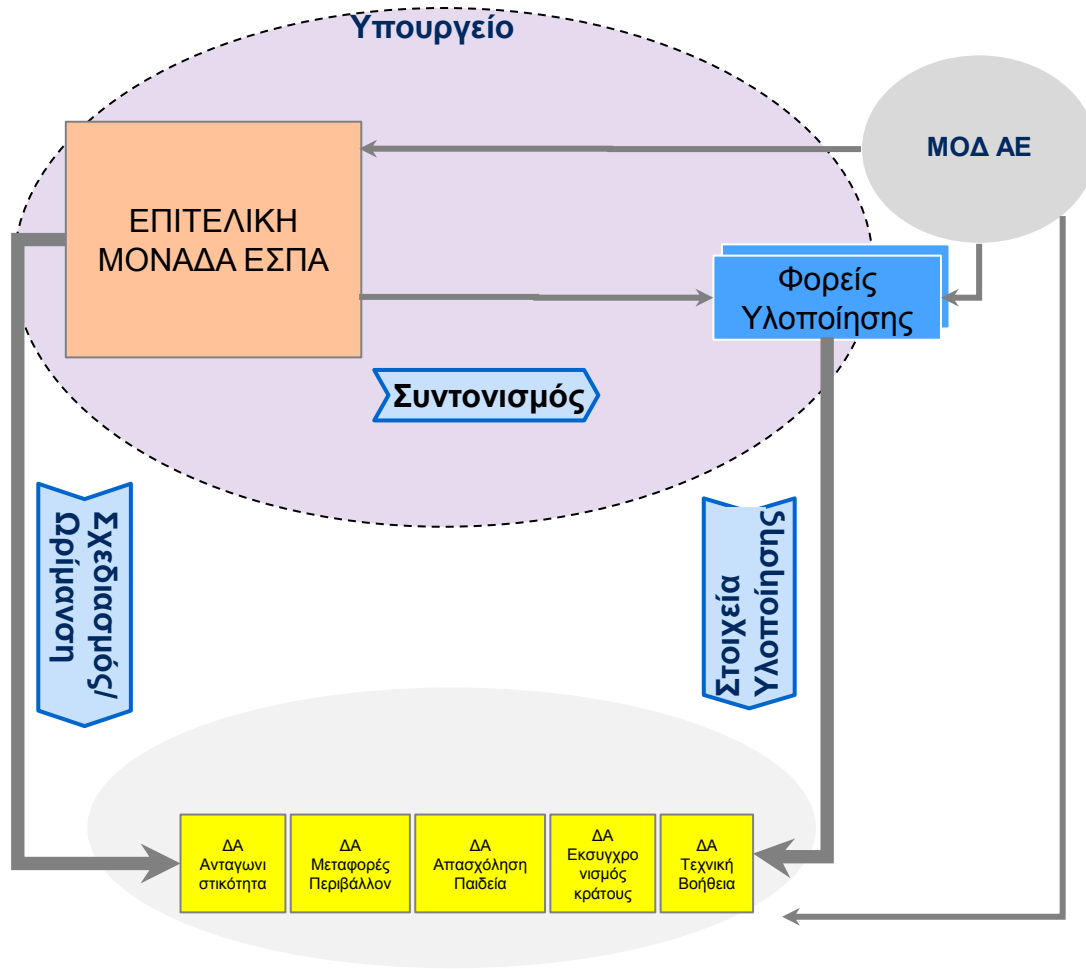 Υπουργείο
ΜΟΔ ΑΕ
ΕΠΙΤΕΛΙΚΗ
ΜΟΝΑΔΑ ΕΣΠΑ
Φορείς
Υλοποίησης
Συντονισμός
Σχεδιασμός/
Ωρίμανση
Στοιχεία
Υλοποίησης
ΔΑ
Ανταγωνι
στικότητα
ΔΑ
Μεταφορές
Περιβάλλον
ΔΑ
Απασχόληση
Παιδεία
ΔΑ
Εκσυγχρο
νισμός
κράτους
ΔΑ
Τεχνική
Βοήθεια